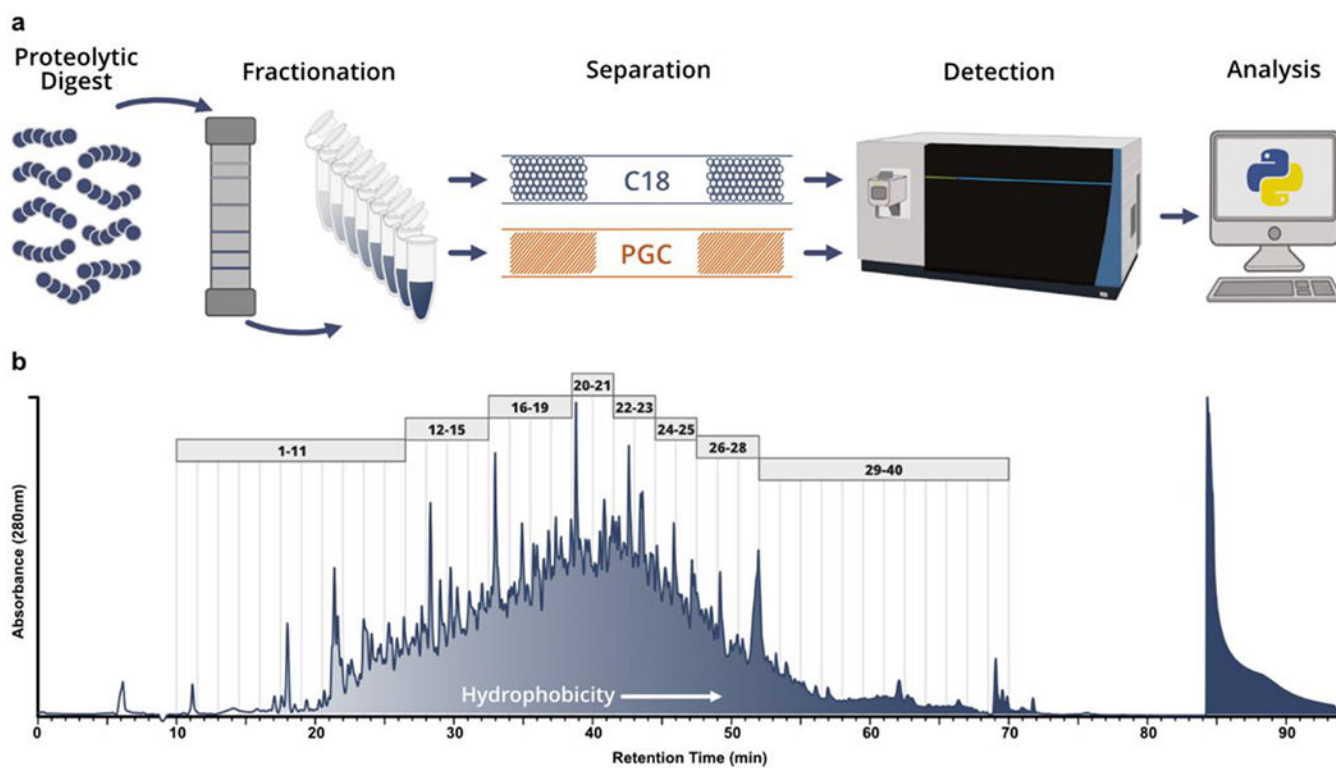 a
Proteolytic
Digest
Fractionation
Separation
Detection
Analysis
C18
PGC
b
20-21
16-19
22-23
12-15
24-25
1-11
26-28
29-40
Absorbance (280nm)
Hydrophobicity
0 10 20 30 40 50 60 70 80 90
Retention Time (min)